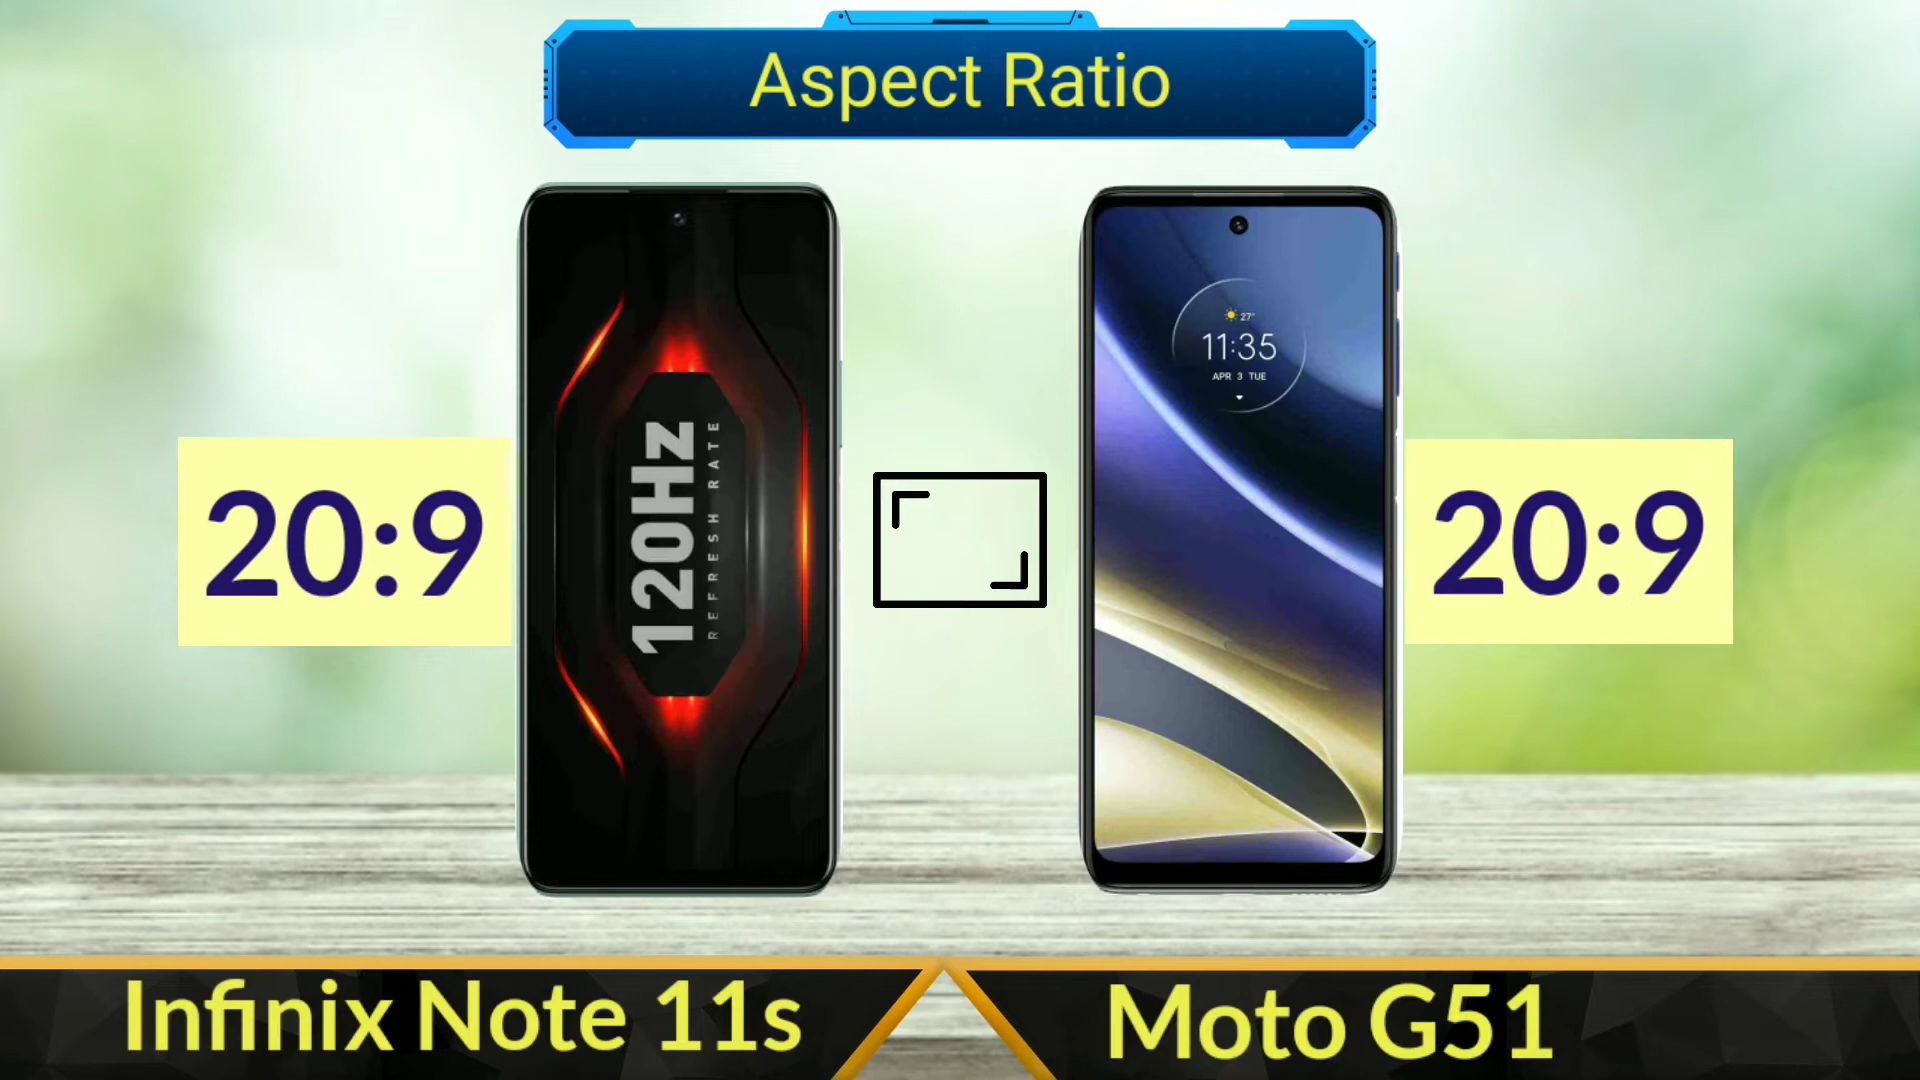 Aspect Ratio
20:9
120Hz
REFRESH RATE
27°
11:35
APR 3 TUE
20:9
Infinix Note 11s
Moto G51